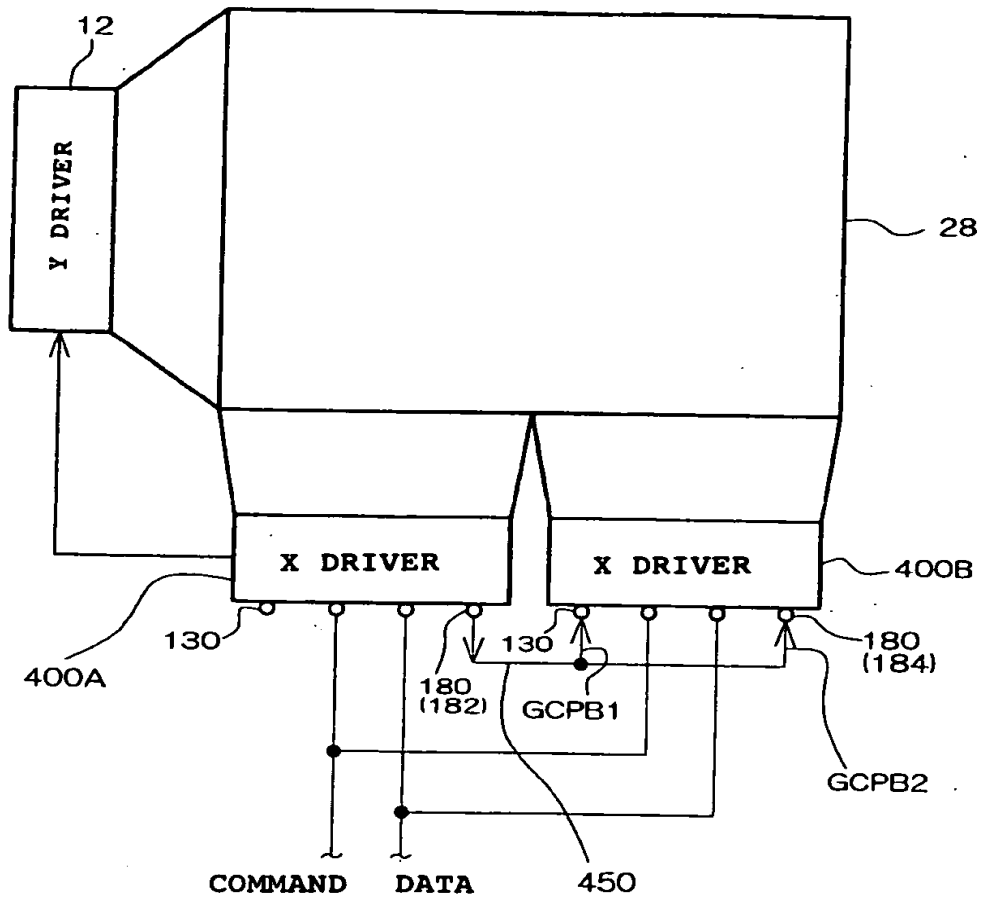 12
Y DRIVER
28
X DRIVER
X DRIVER
400B
130
130
180
(184)
400A
180
(182)
GCPB1
GCPB2
COMMAND
DATA
450